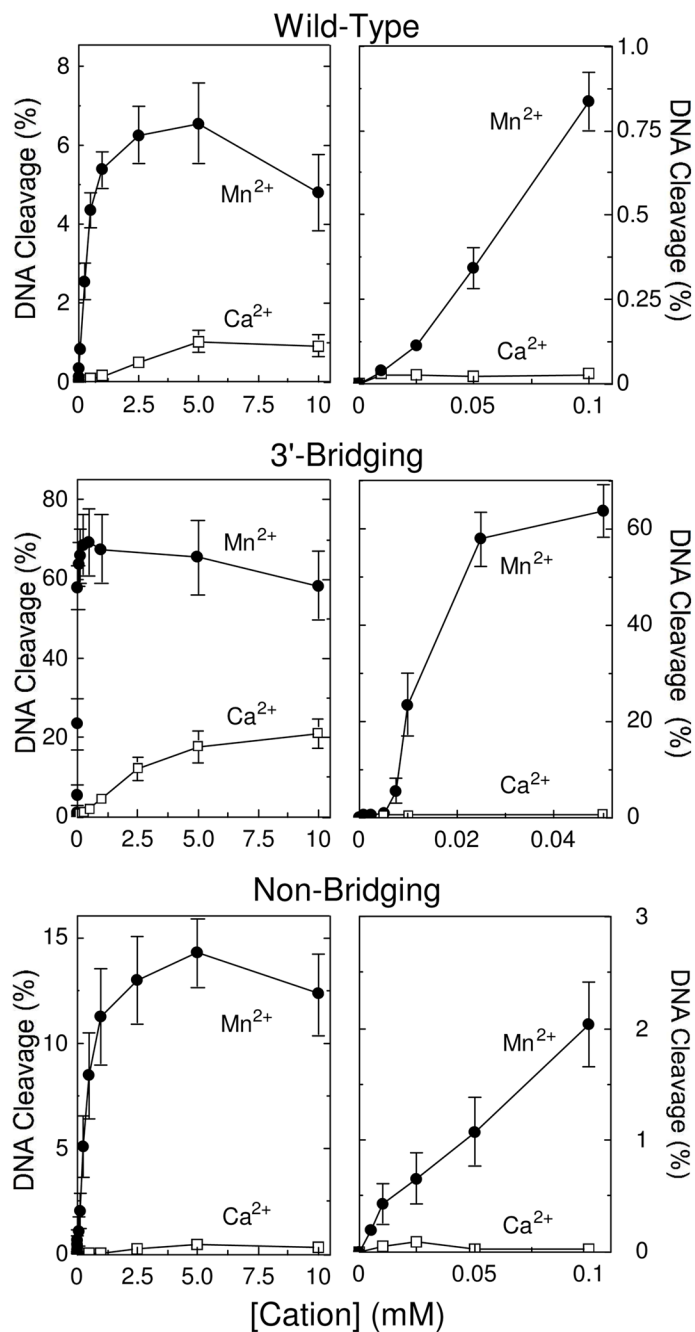 Wild-Type
DNA Cleavage (%)
8
6
4
2
0
Mn2+
Ca2+
0 2.5 5.0 7.5 10
Mn2+
Ca2+
1.0
0.75
0.5
0.25
0
0 0.05 0.1
DNA Cleavage (%)
3'-Bridging
DNA Cleavage (%)
80
60
40
20
0
Mn2+
Ca2+
0 2.5 5.0 7.5 10
Mn2+
Ca2+
60
40
20
0
0 0.02 0.04
DNA Cleavage (%)
Non-Bridging
DNA Cleavage (%)
15
10
5
0
Mn2+
Ca2+
0 2.5 5.0 7.5 10
Mn2+
Ca2+
3
2
1
0
0 0.05 0.1
DNA Cleavage (%)
[Cation] (mM)